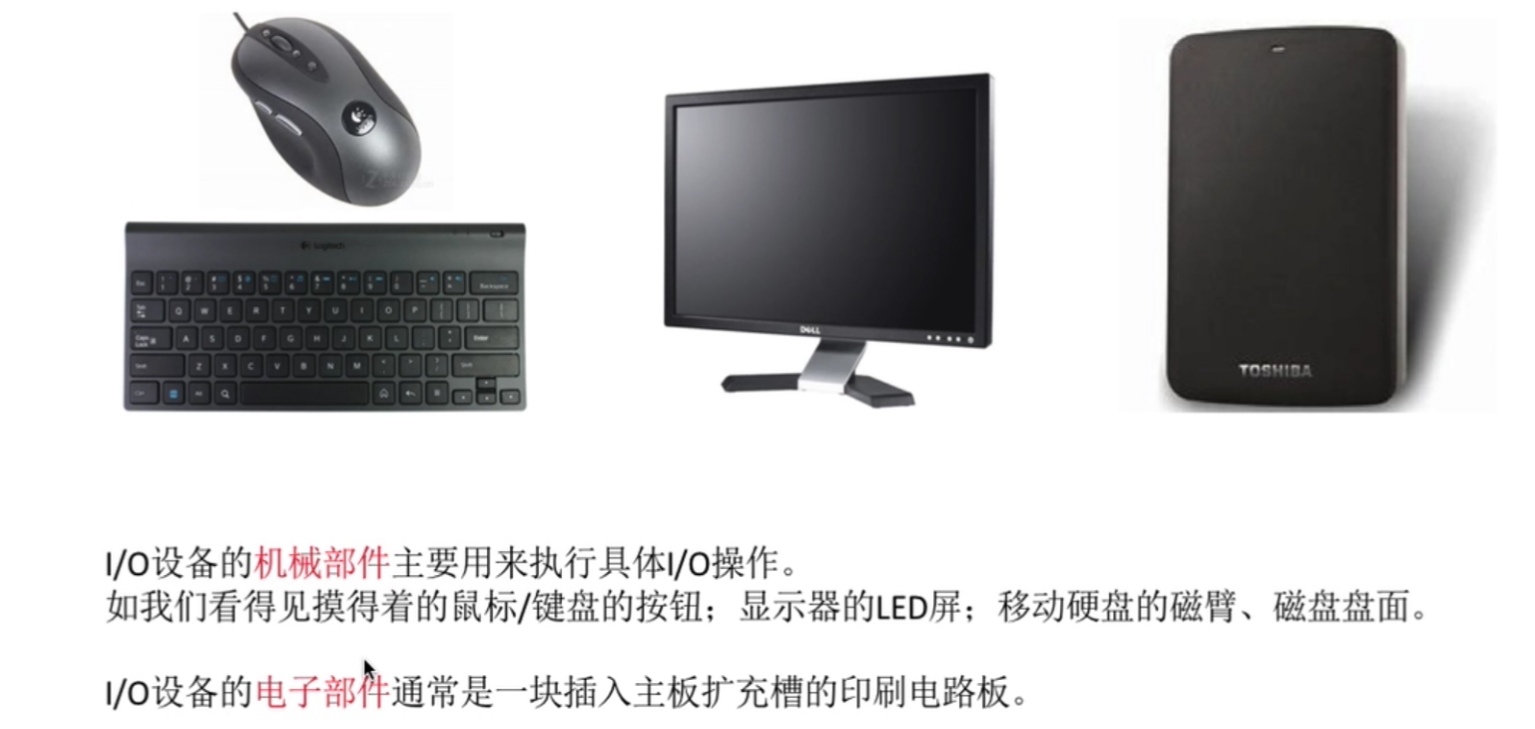 Logitech
Backspace
Q W E R T Y U I O P
A S D F G H J K L
Enter
Z X C V B N M
DELL
TOSHIBA
I/O设备的机械部件主要用来执行具体I/O操作。
如我们看得见摸得着的鼠标/键盘的按钮；显示器的LED屏；移动硬盘的磁臂、磁盘盘面。
I/O设备的电子部件通常是一块插入主板扩充槽的印刷电路板。